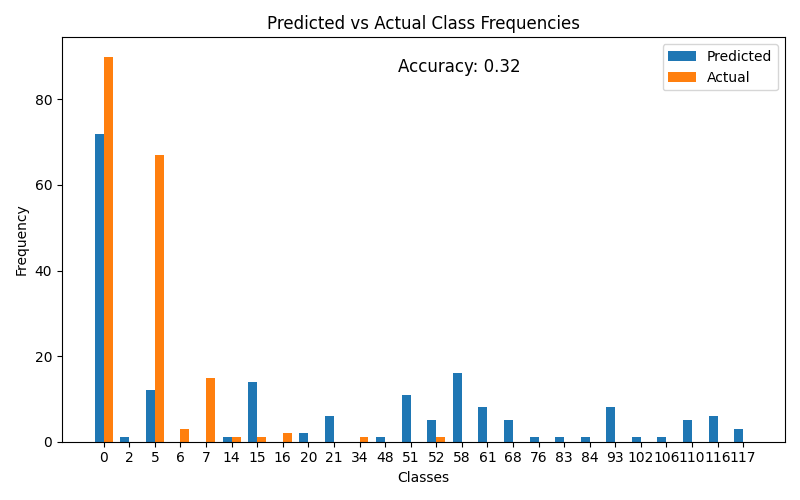 Predicted vs Actual Class Frequencies
Accuracy: 0.32
Predicted
Actual
Frequency
80
60
40
20
0
0 2 5 6 7 14 15 16 20 21 34 48 51 52 58 61 68 76 83 84 93 102 106 110 116 117
Classes